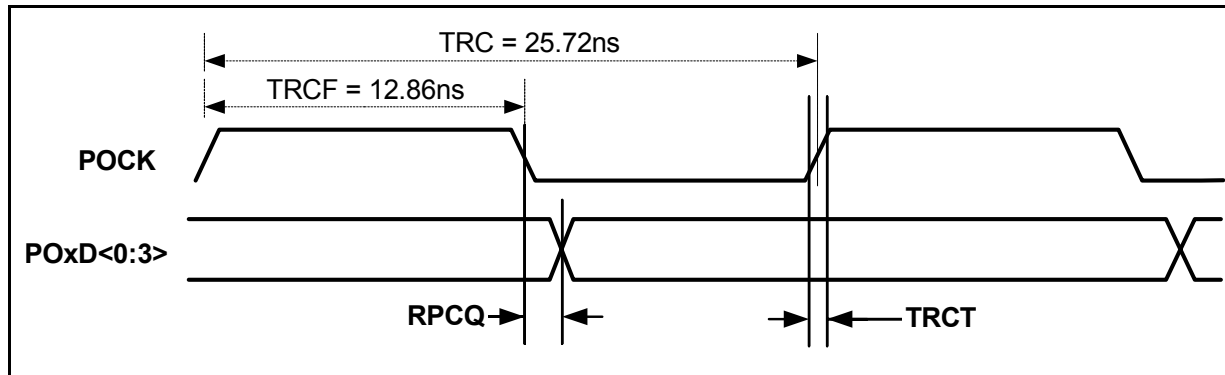 TRC = 25.72ns
TRCF = 12.86ns
POCK
POxD<0:3>
RPCQ
TRCT